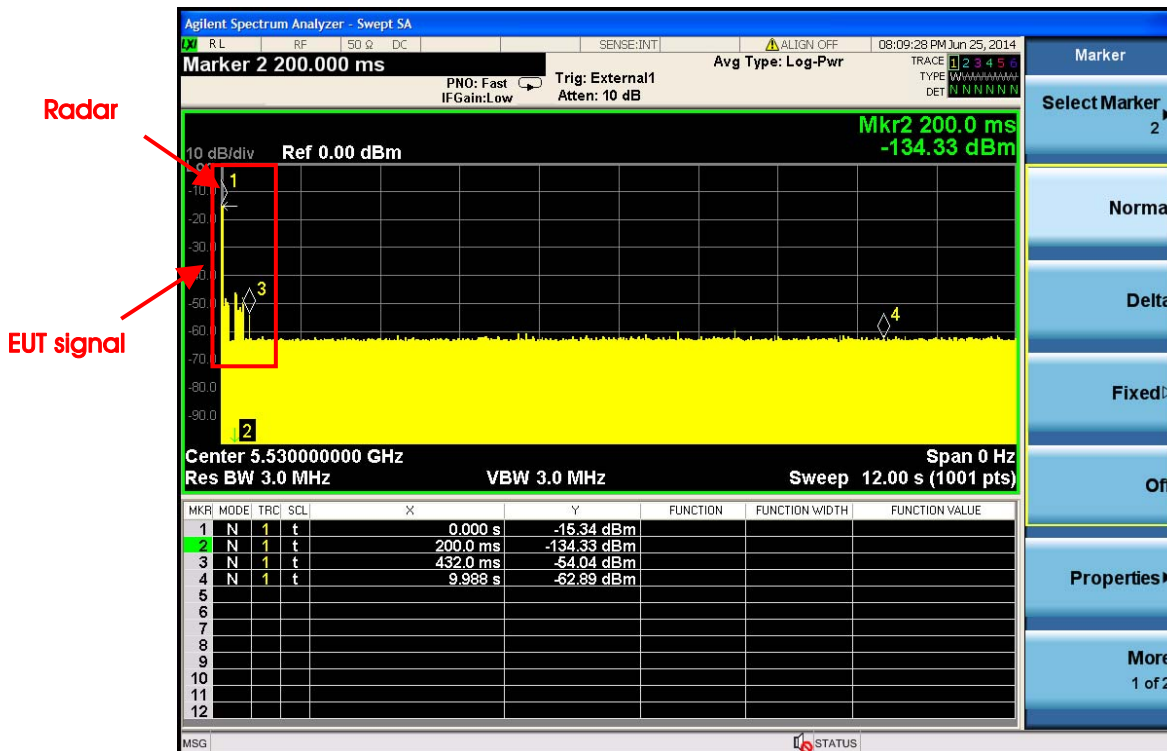 Agilent Spectrum Analyzer - Swept SA
LXI RL RF 50 Ω DC SENSE:INT ALIGN OFF 08:09:28 PM Jun 25, 2014
Marker 2 200.000 ms
PNO: Fast
IFGain:Low
Trig: External1
Atten: 10 dB
Avg Type: Log-Pwr
TRACE 1 2 3 4 5 6
TYPE
DET N N N N N N
Marker
Select Marker
2
Norma
Delta
Fixed
Off
Properties
More
1 of 2
Radar
EUT signal
Mkr2 200.0 ms
-134.33 dBm
10 dB/div Ref 0.00 dBm
-10.0
-20.0
-30.0
-50.0
-60.0
-70.0
-80.0
-90.0
1
3
4
2
Center 5.530000000 GHz Span 0 Hz
Res BW 3.0 MHz VBW 3.0 MHz Sweep 12.00 s (1001 pts)
MKR MODE TRC SCL X Y FUNCTION FUNCTION WIDTH FUNCTION VALUE
1 N 1 t 0.000 s -15.34 dBm
2 N 1 t 200.0 ms -134.33 dBm
3 N 1 t 432.0 ms -54.04 dBm
4 N 1 t 9.988 s -62.89 dBm
5
6
7
8
9
10
11
12
MSG STATUS